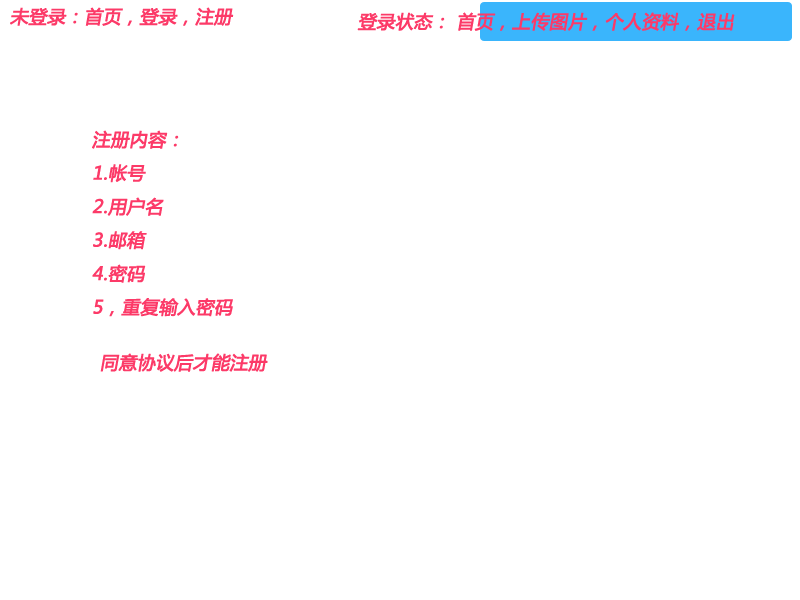 未登录：首页，登录，注册
登录状态： 首页，上传图片，个人资料，退出
注册内容：
1.帐号
2.用户名
3.邮箱
4.密码
5，重复输入密码
同意协议后才能注册